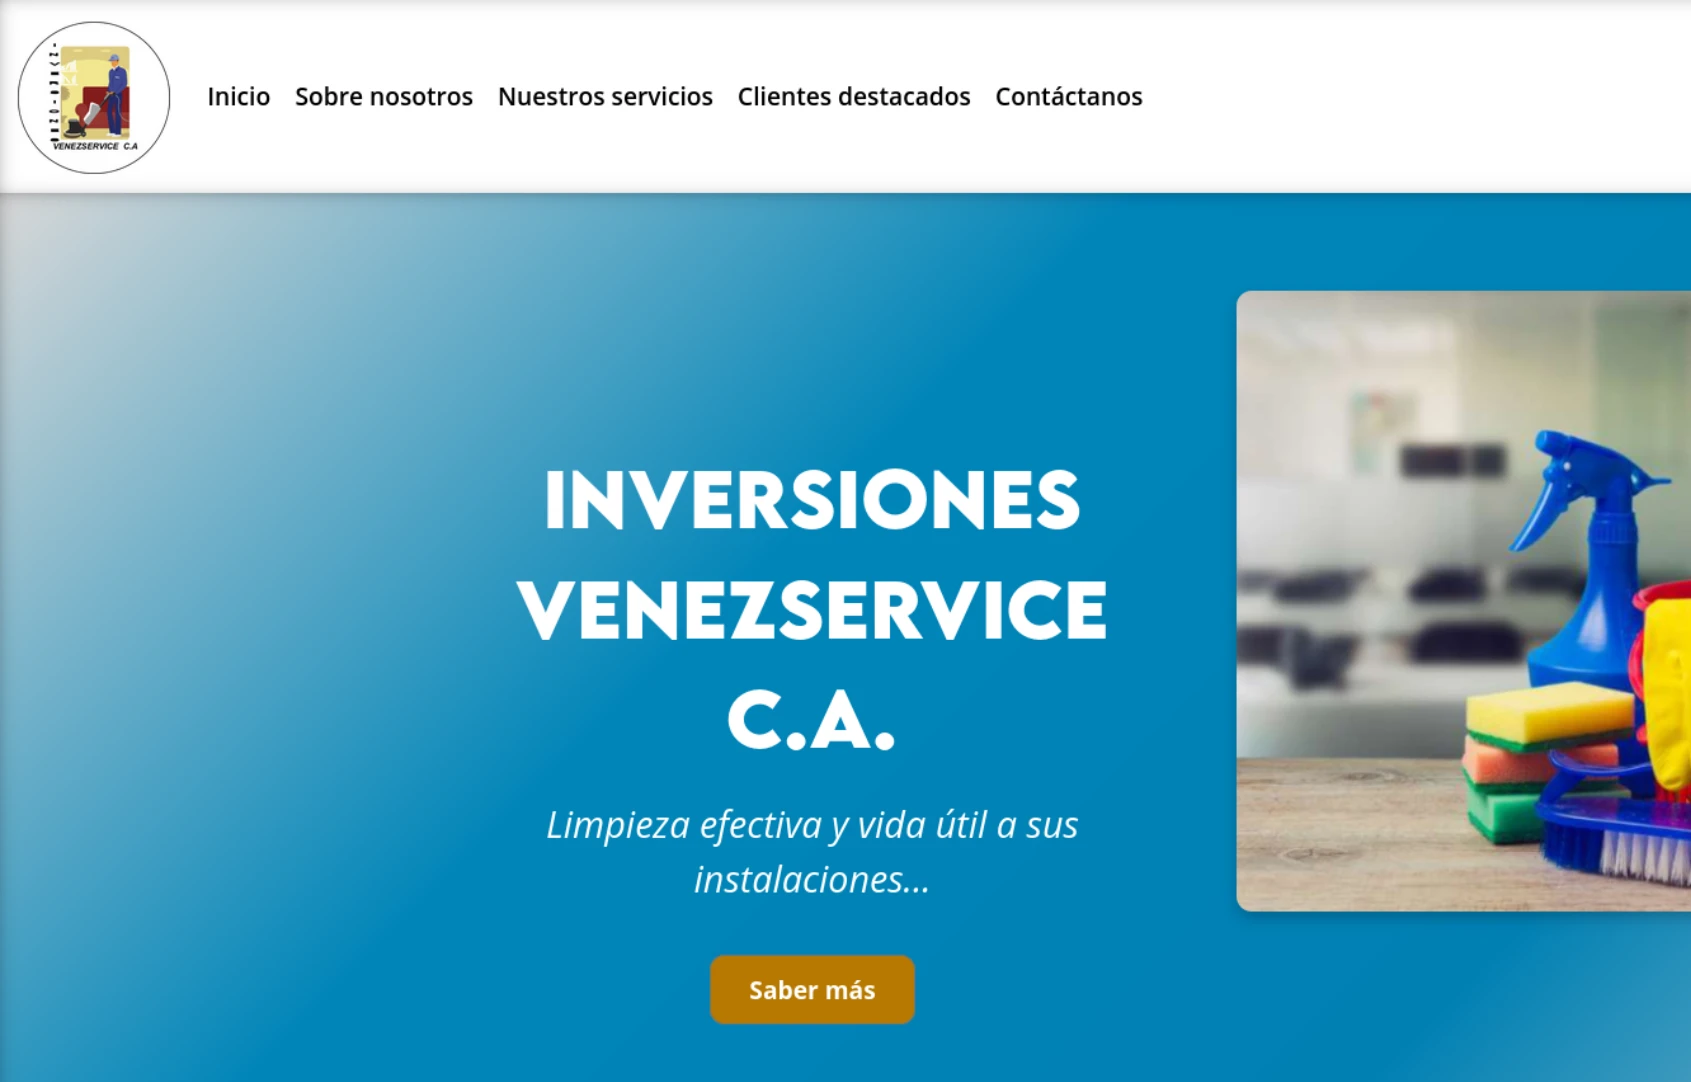 VENEZSERVICE C.A
Inicio Sobre nosotros Nuestros servicios Clientes destacados Contáctanos
INVERSIONES
VENEZSERVICE
C.A.
Limpieza efectiva y vida útil a sus
instalaciones...
Saber más